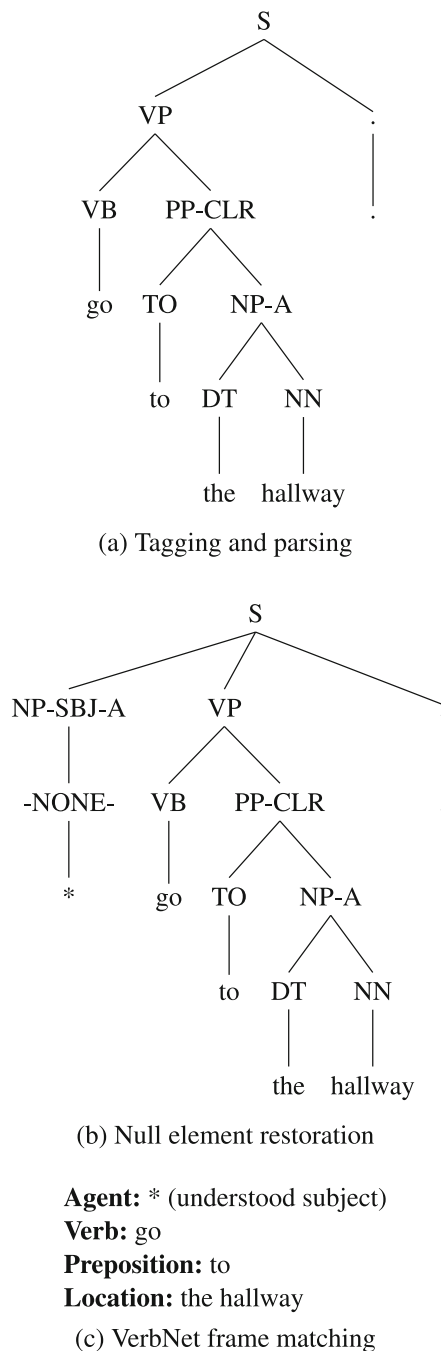 S
VP .
VB PP-CLR .
go TO NP-A
to DT NN
the hallway
(a) Tagging and parsing
S
NP-SBJ-A VP
-NONE- VB PP-CLR
* go TO NP-A
to DT NN
the hallway
(b) Null element restoration
Agent: * (understood subject)
Verb: go
Preposition: to
Location: the hallway
(c) VerbNet frame matching